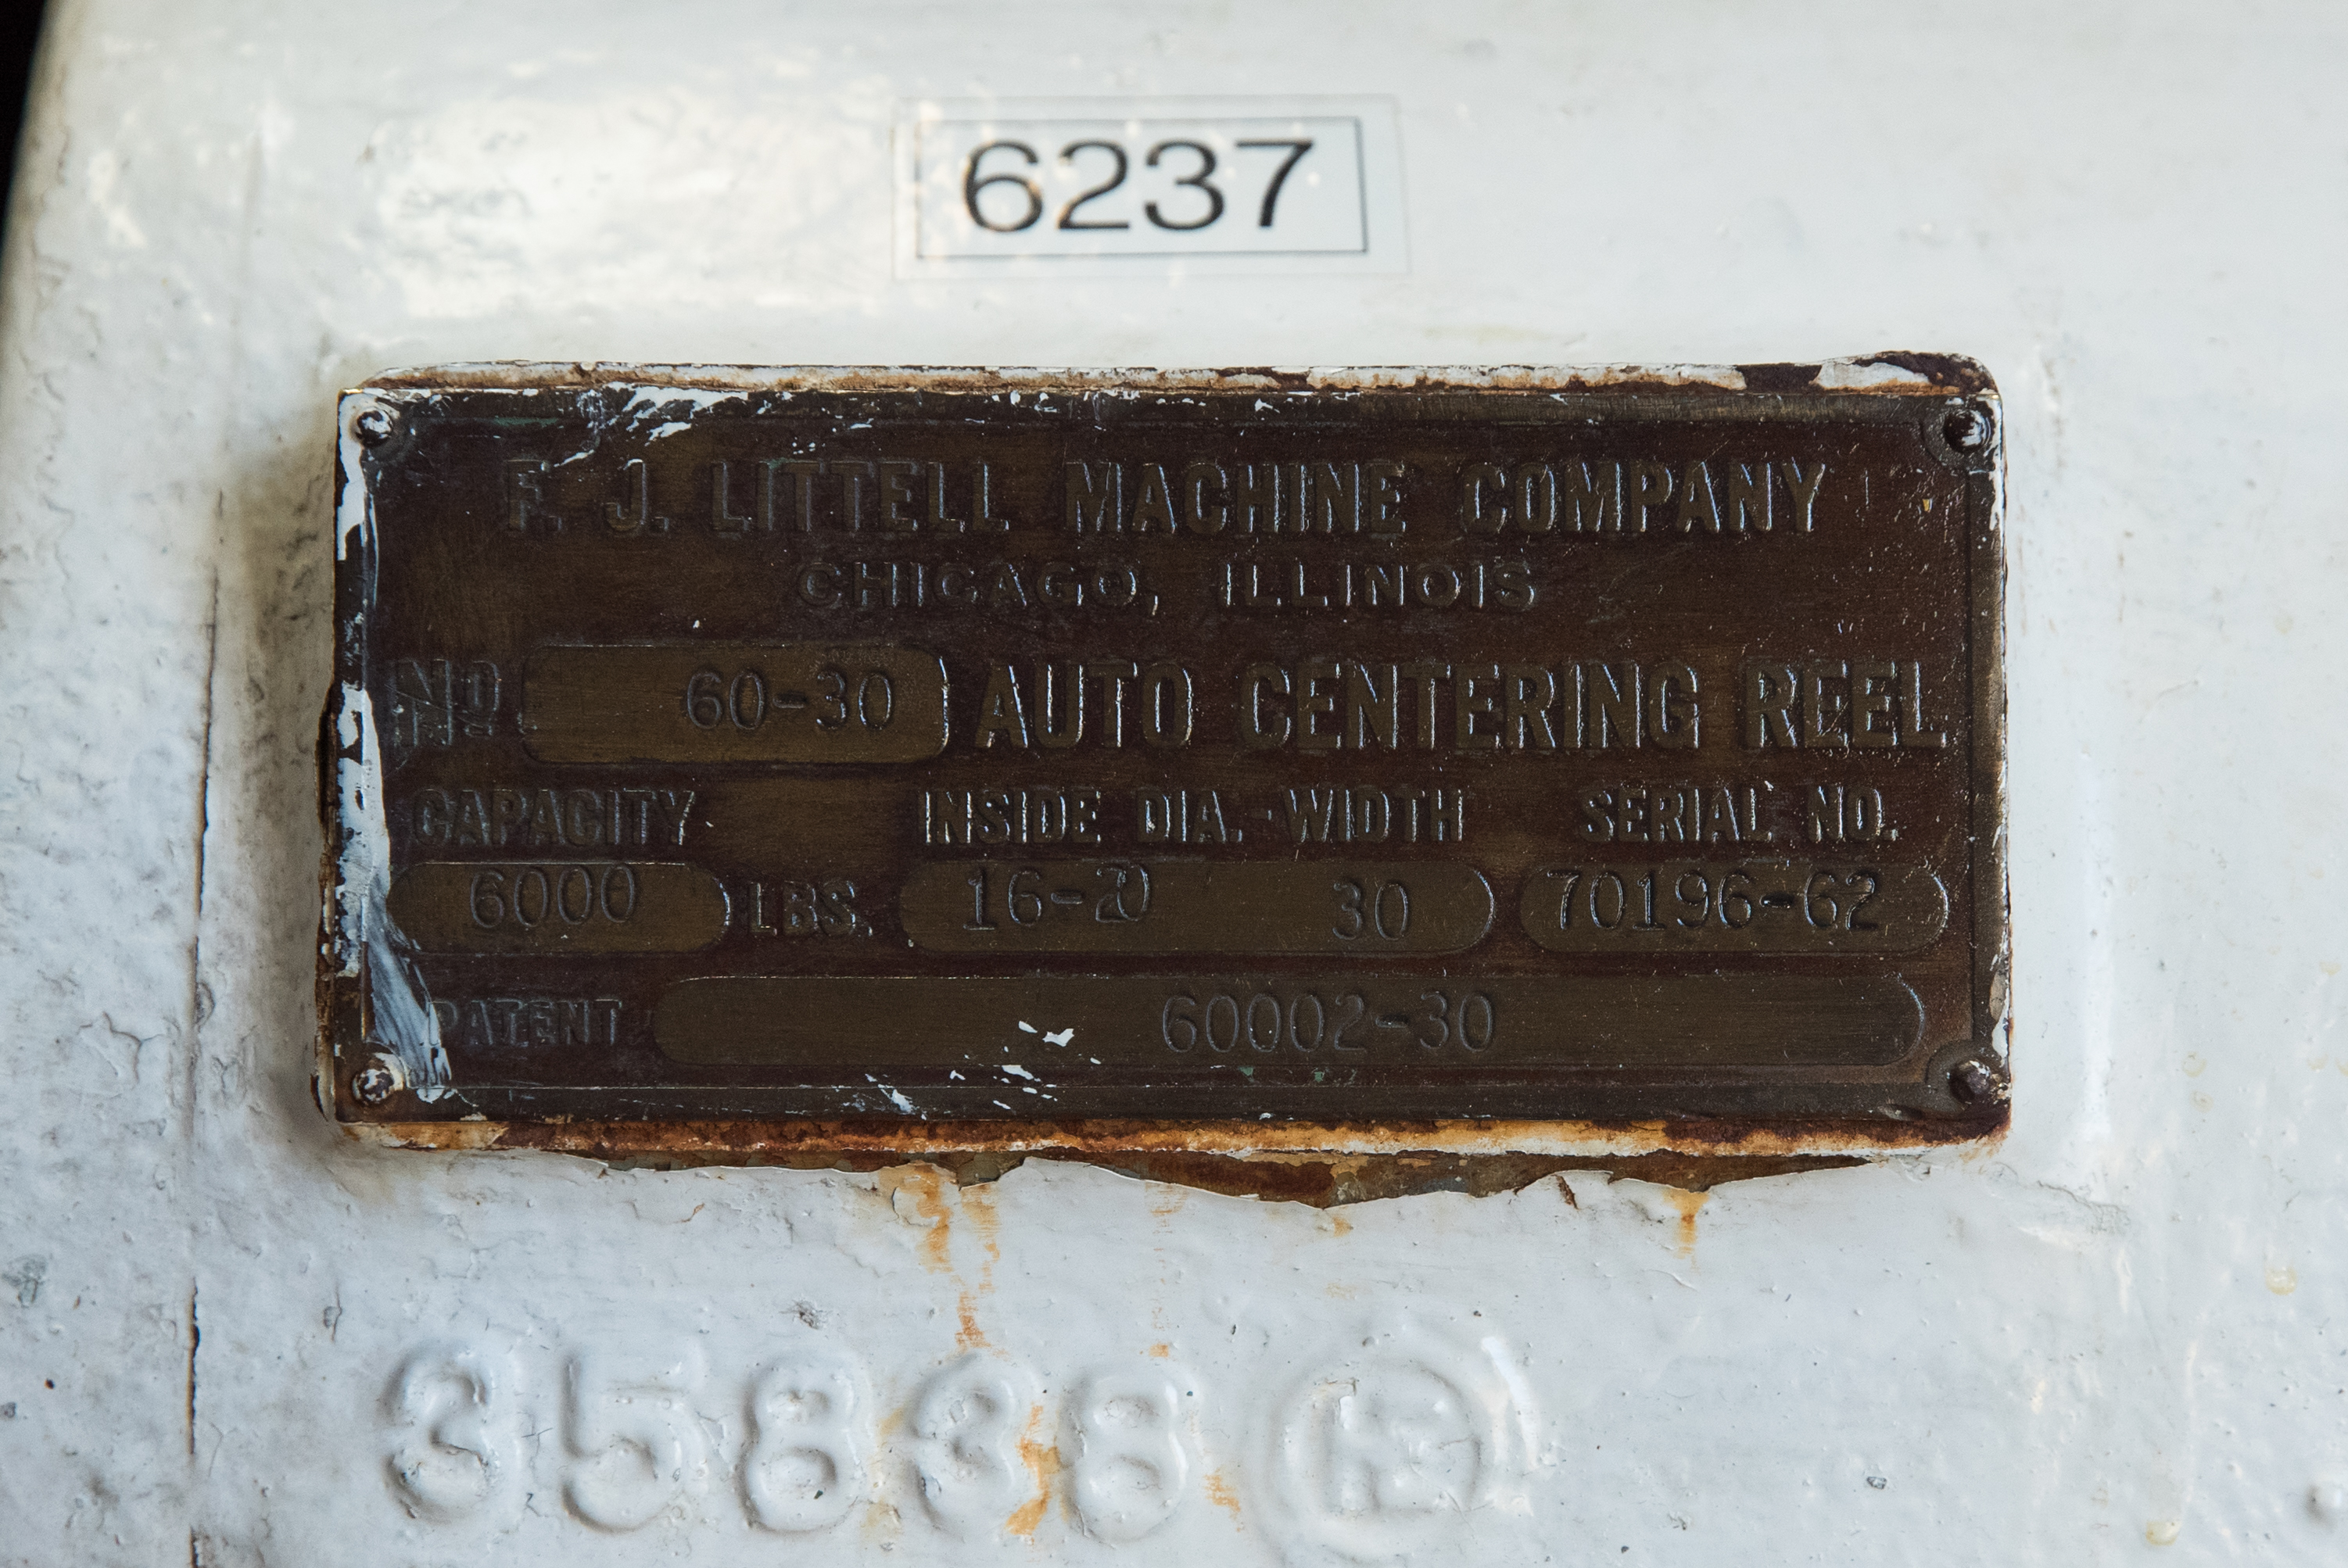 6237
F. J. LITTELL MACHINE COMPANY
CHICAGO, ILLINOIS
No 60-30 AUTO CENTERING REEL
CAPACITY INSIDE DIA. WIDTH SERIAL NO.
6000 LBS. 16-20 30 70196-62
PATENT 60002-30
35838